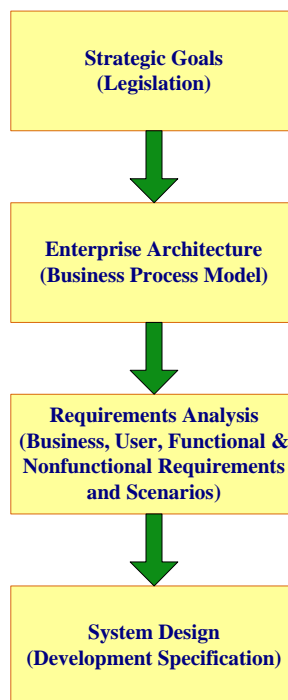 Strategic Goals
(Legislation)
Enterprise Architecture
(Business Process Model)
Requirements Analysis
(Business, User, Functional &
Nonfunctional Requirements
and Scenarios)
System Design
(Development Specification)